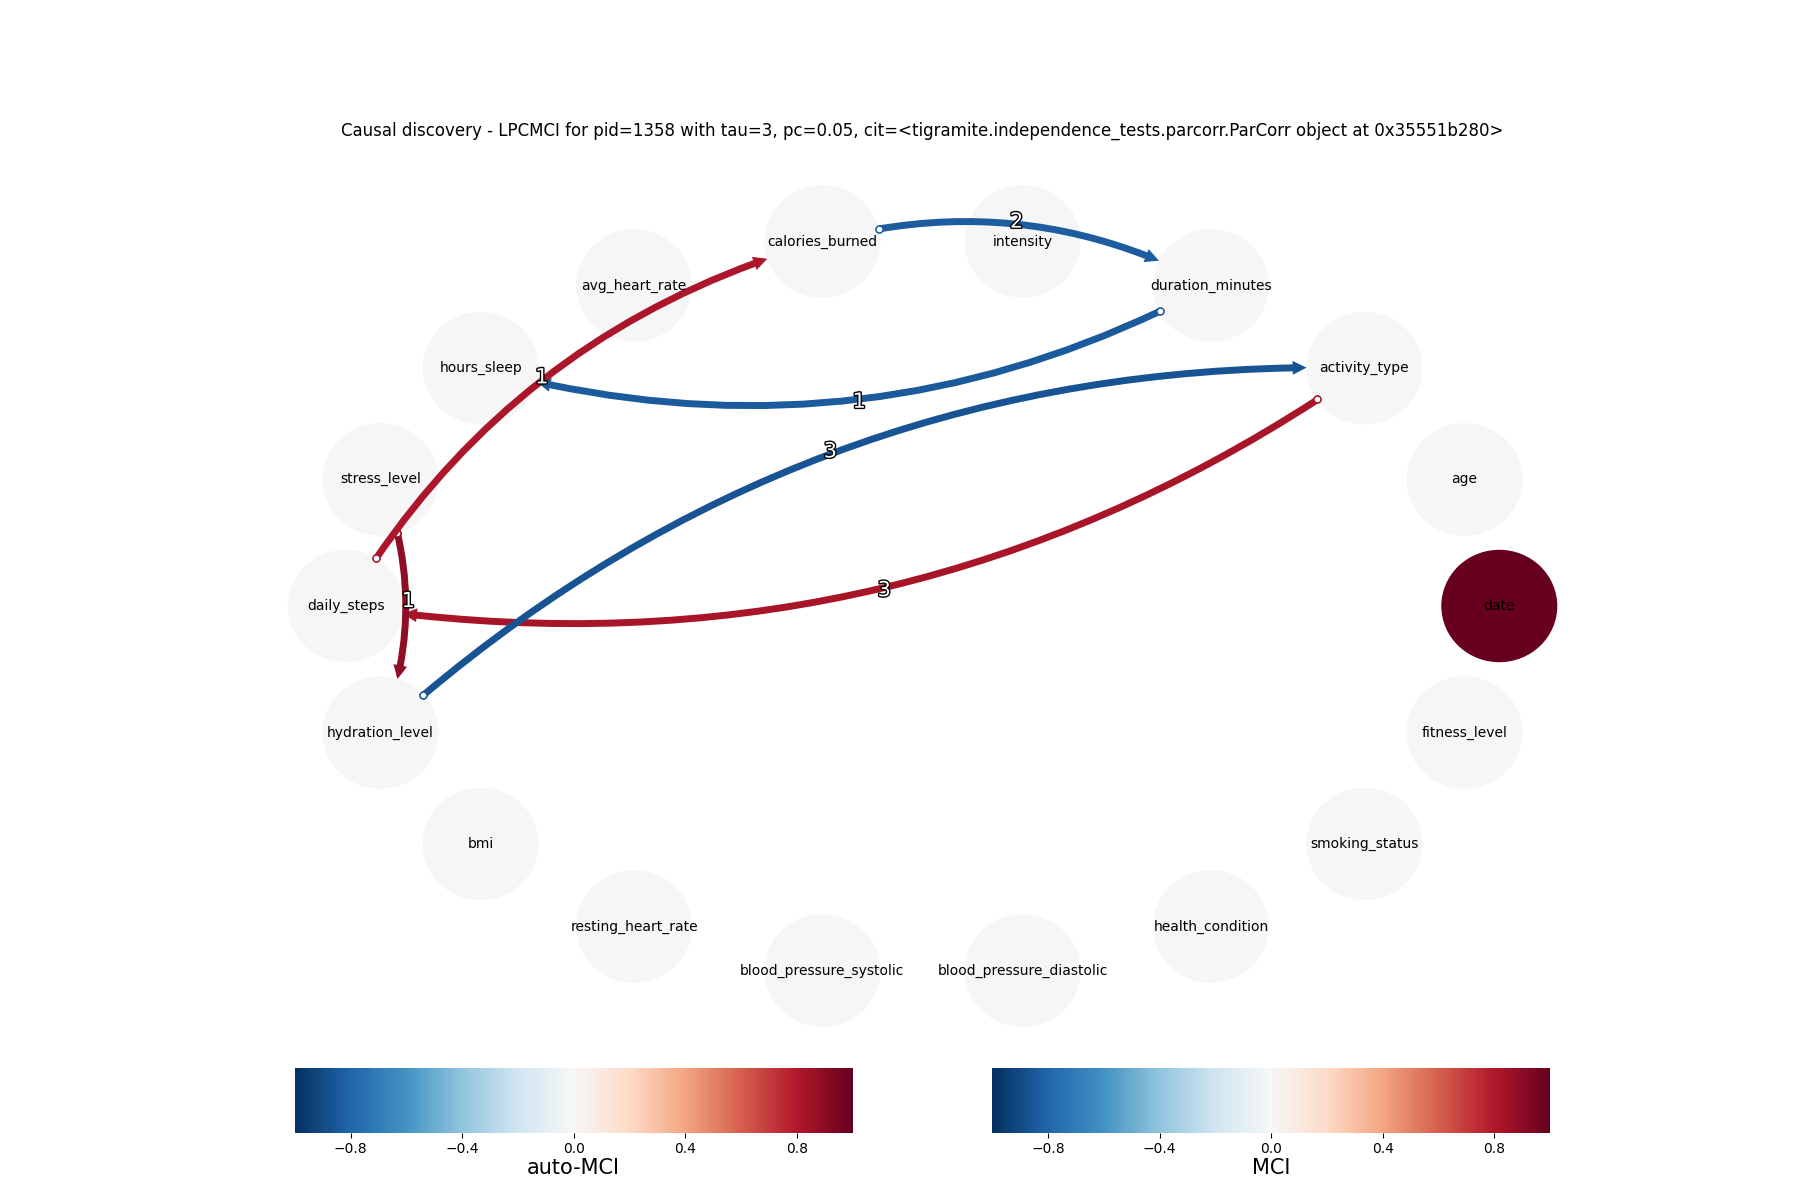 Causal discovery - LPCMCI for pid=1358 with tau=3, pc=0.05, cit=<tigramite.independence_tests.parcorr.ParCorr object at 0x35551b280>
2
calories_burned
intensity
avg_heart_rate
duration_minutes
hours_sleep
1
activity_type
1
3
stress_level
age
3
1
daily_steps
date
hydration_level
fitness_level
bmi
smoking_status
resting_heart_rate
health_condition
blood_pressure_systolic
blood_pressure_diastolic
−0.8 −0.4 0.0 0.4 0.8
auto-MCI
−0.8 −0.4 0.0 0.4 0.8
MCI